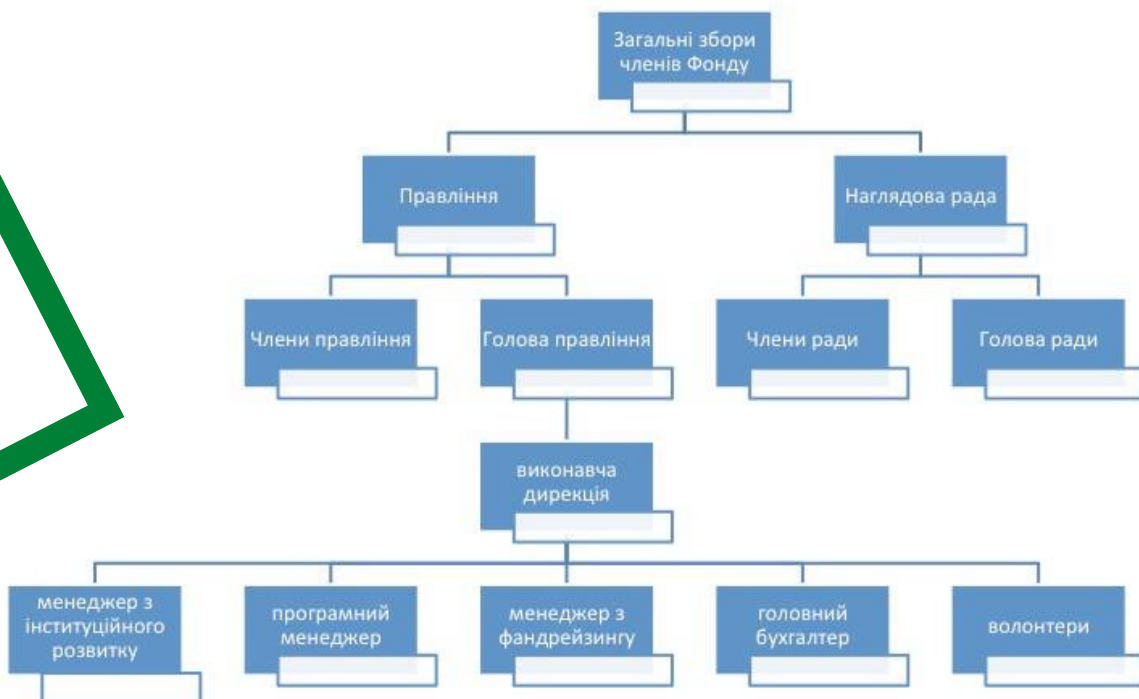 Загальні збори
членів Фонду
Правління
Наглядова рада
Члени правління
Голова правління
Члени ради
Голова ради
виконавча
дирекція
менеджер з
інституційного
розвитку
програмний
менеджер
менеджер з
фандрейзингу
головний
бухгалтер
волонтери